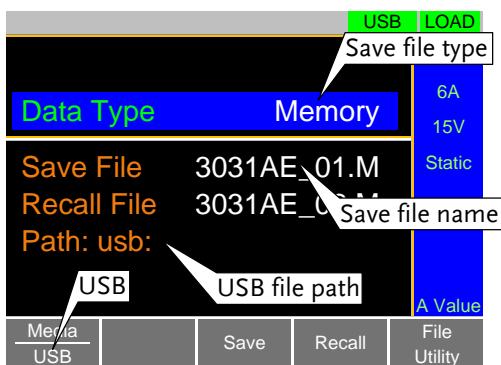 USB LOAD
Save file type
Data Type Memory
6A
15V
Static
Save File 3031AE_01.M
Recall File 3031AE_0
Save file name
Path: usb:
USB
USB file path
A Value
Media
USB
Save
Recall
File
Utility